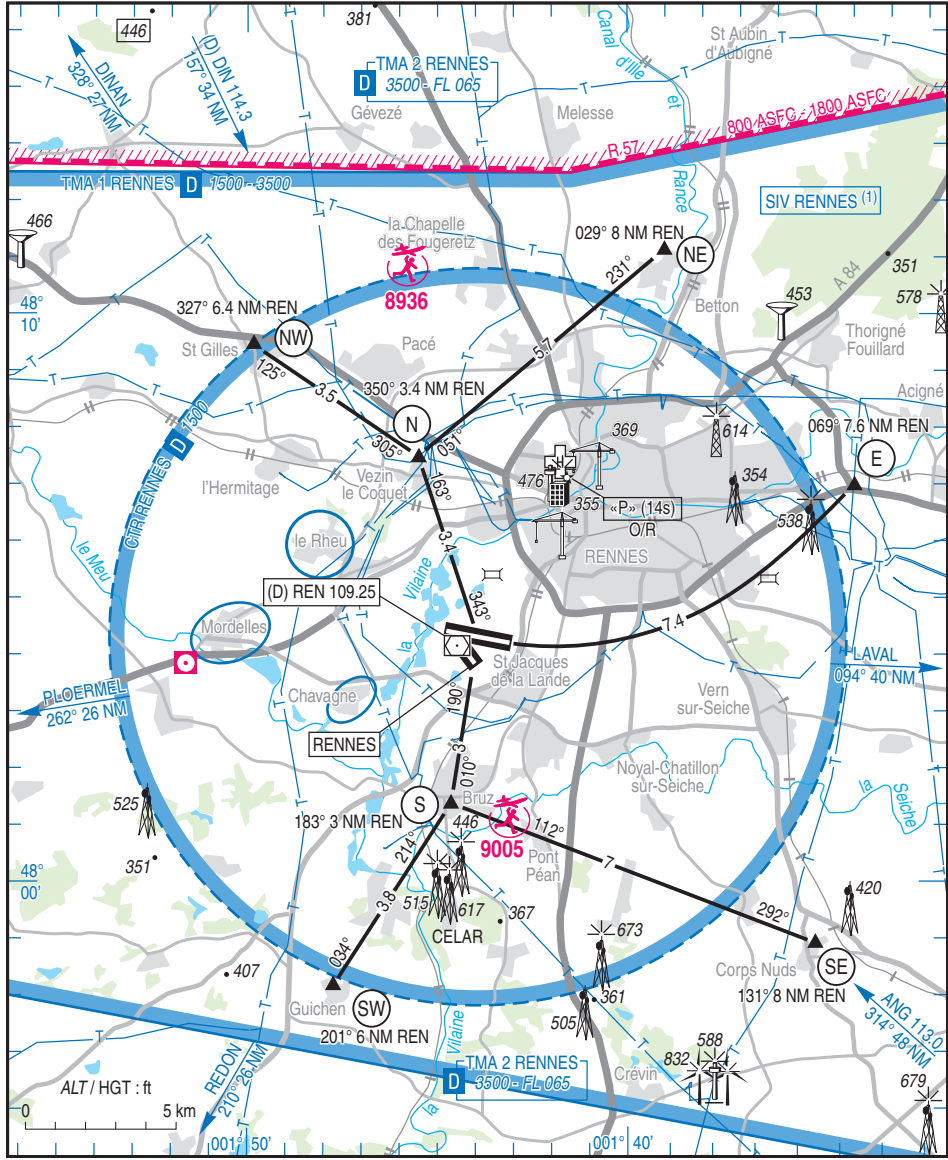 446
381
DINAN
328° 27 NM
(D) DIN 114.3
157° 34 NM
D
TMA 2 RENNES
3500 - FL 065
Canal
d'Ille
et
Rance
St Aubin
d'Aubigné
Gévezé
Melesse
R 57
800 ASFC - 1800 ASFC
TMA 1 RENNES D 1500 - 3500
SIV RENNES (1)
466
la Chapelle
des Fougeretz
8936
029° 8 NM REN
NE
231°
351
578
48°
10'
327° 6.4 NM REN
NW
St Gilles
Pacé
Betton
453
A 84
Thorigné
Fouillard
125°
3.5
5.7
350° 3.4 NM REN
N
305°
051°
Acigné
069° 7.6 NM REN
E
CTR RENNES D 1500
l'Hermitage
Vezin
le Coquet
163°
369
614
476
355
«P» (14s)
O/R
354
538
le Meu
le Rheu
3.4
Vilaine
la
RENNES
(D) REN 109.25
343°
7.4
Mordelles
St Jacques
de la Lande
LAVAL
094° 40 NM
PLOERMEL
262° 26 NM
Chavagne
190°
Vern
sur-Seiche
RENNES
3
010°
Noyal-Chatillon
sur-Seiche
la
Seiche
525
S
Bruz
183° 3 NM REN
446
9005
112°
Pont
Péan
7
214°
351
48°
00'
3.8
515
617
CELAR
367
292°
420
673
034°
407
Guichen
SW
201° 6 NM REN
361
505
Corps Nuds
SE
131° 8 NM REN
ANG 113.0
314° 48 NM
Vilaine
la
REDON
210° 26 NM
D
TMA 2 RENNES
3500 - FL 065
Crévin
832
588
679
ALT / HGT : ft
0
5 km
001° 50'
001° 40'